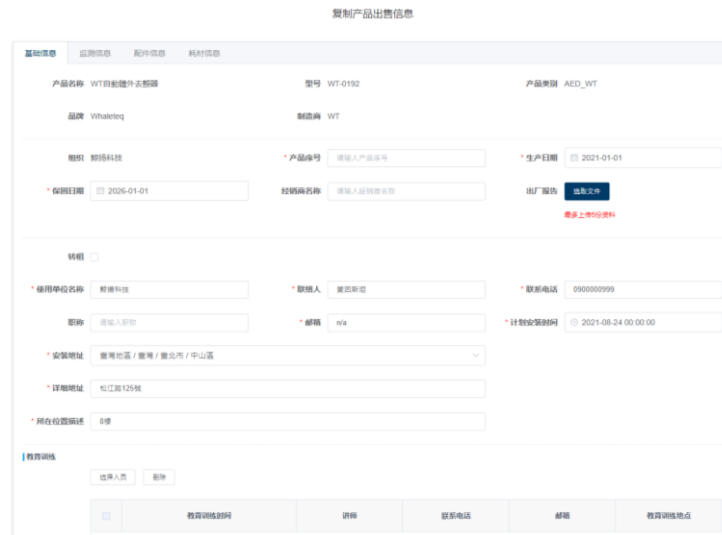 复制产品出售信息
基础信息 监测信息 配件信息 耗材信息
产品名称 WT自動體外去顫器 型号 WT-0192 产品类别 AED_WT
品牌 Whaleteq 制造商 WT
组织 鯨揚科技 * 产品序号 请输入产品序号 * 生产日期 2021-01-01
* 保固日期 2026-01-01 经销商名称 请输入经销商名称 出厂报告 选取文件
最多上传5份资料
转租
* 使用单位名称 鯨揚科技 * 联络人 愛因斯坦 * 联系电话 0900000999
职称 请输入职称 * 邮箱 n/a * 计划安装时间 2021-08-24 00:00:00
* 安装地址 臺灣地區 / 臺灣 / 臺北市 / 中山區
* 详细地址 松江路125號
* 所在位置描述 8樓
教育训练
选择人员 删除
教育训练时间 讲师 联系电话 邮箱 教育训练地点